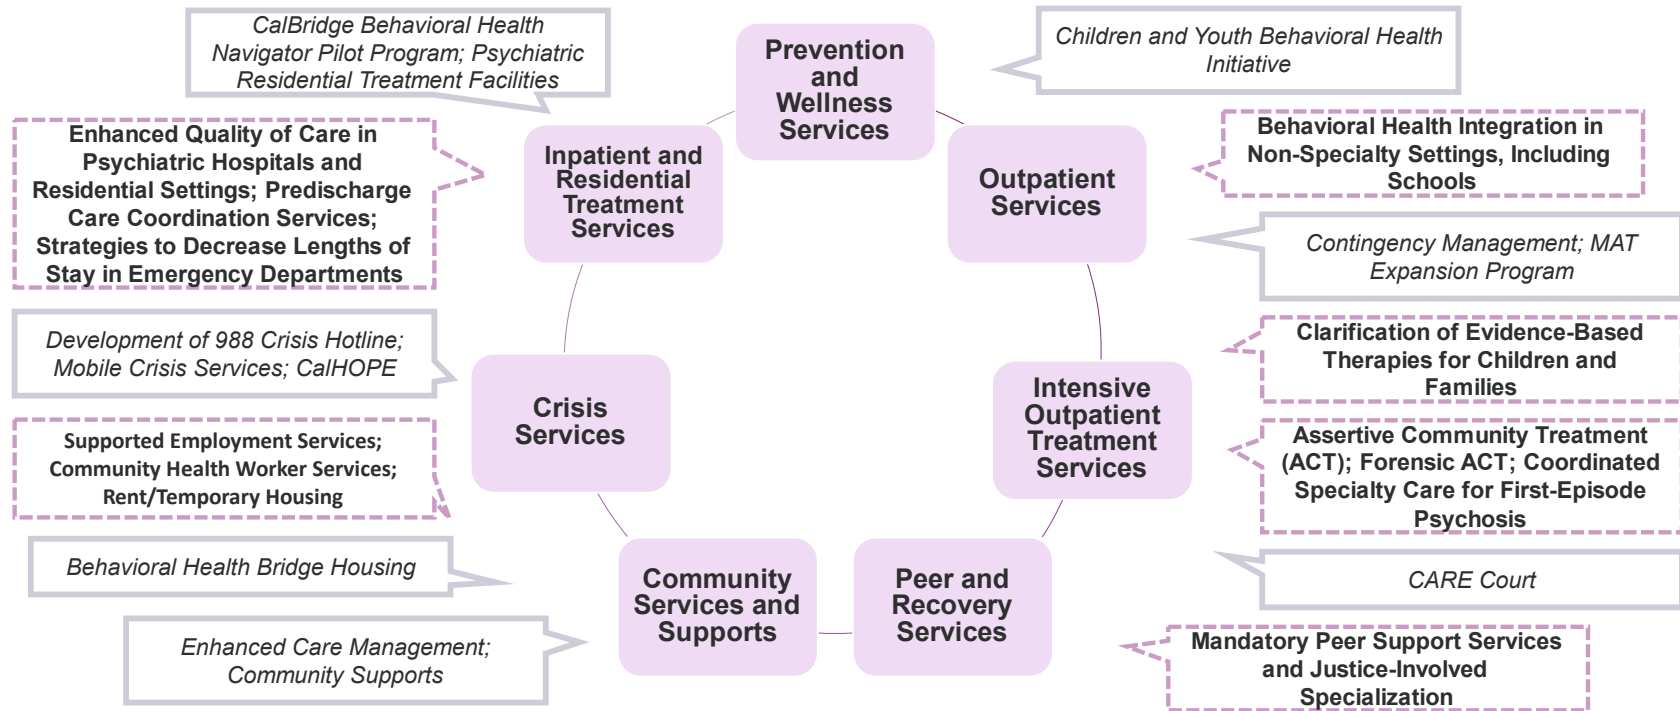 CalBridge Behavioral Health
Navigator Pilot Program; Psychiatric
Residential Treatment Facilities
Prevention
and
Wellness
Services
Children and Youth Behavioral Health
Initiative
Enhanced Quality of Care in
Psychiatric Hospitals and
Residential Settings; Predischarge
Care Coordination Services;
Strategies to Decrease Lengths of
Stay in Emergency Departments
Inpatient and
Residential
Treatment
Services
Outpatient
Services
Behavioral Health Integration in
Non-Specialty Settings, Including
Schools
Contingency Management; MAT
Expansion Program
Development of 988 Crisis Hotline;
Mobile Crisis Services; CalHOPE
Crisis
Services
Intensive
Outpatient
Treatment
Services
Clarification of Evidence-Based
Therapies for Children and
Families
Supported Employment Services;
Community Health Worker Services;
Rent/Temporary Housing
Assertive Community Treatment
(ACT); Forensic ACT; Coordinated
Specialty Care for First-Episode
Psychosis
Behavioral Health Bridge Housing
Community
Services and
Supports
Peer and
Recovery
Services
CARE Court
Enhanced Care Management;
Community Supports
Mandatory Peer Support Services
and Justice-Involved
Specialization